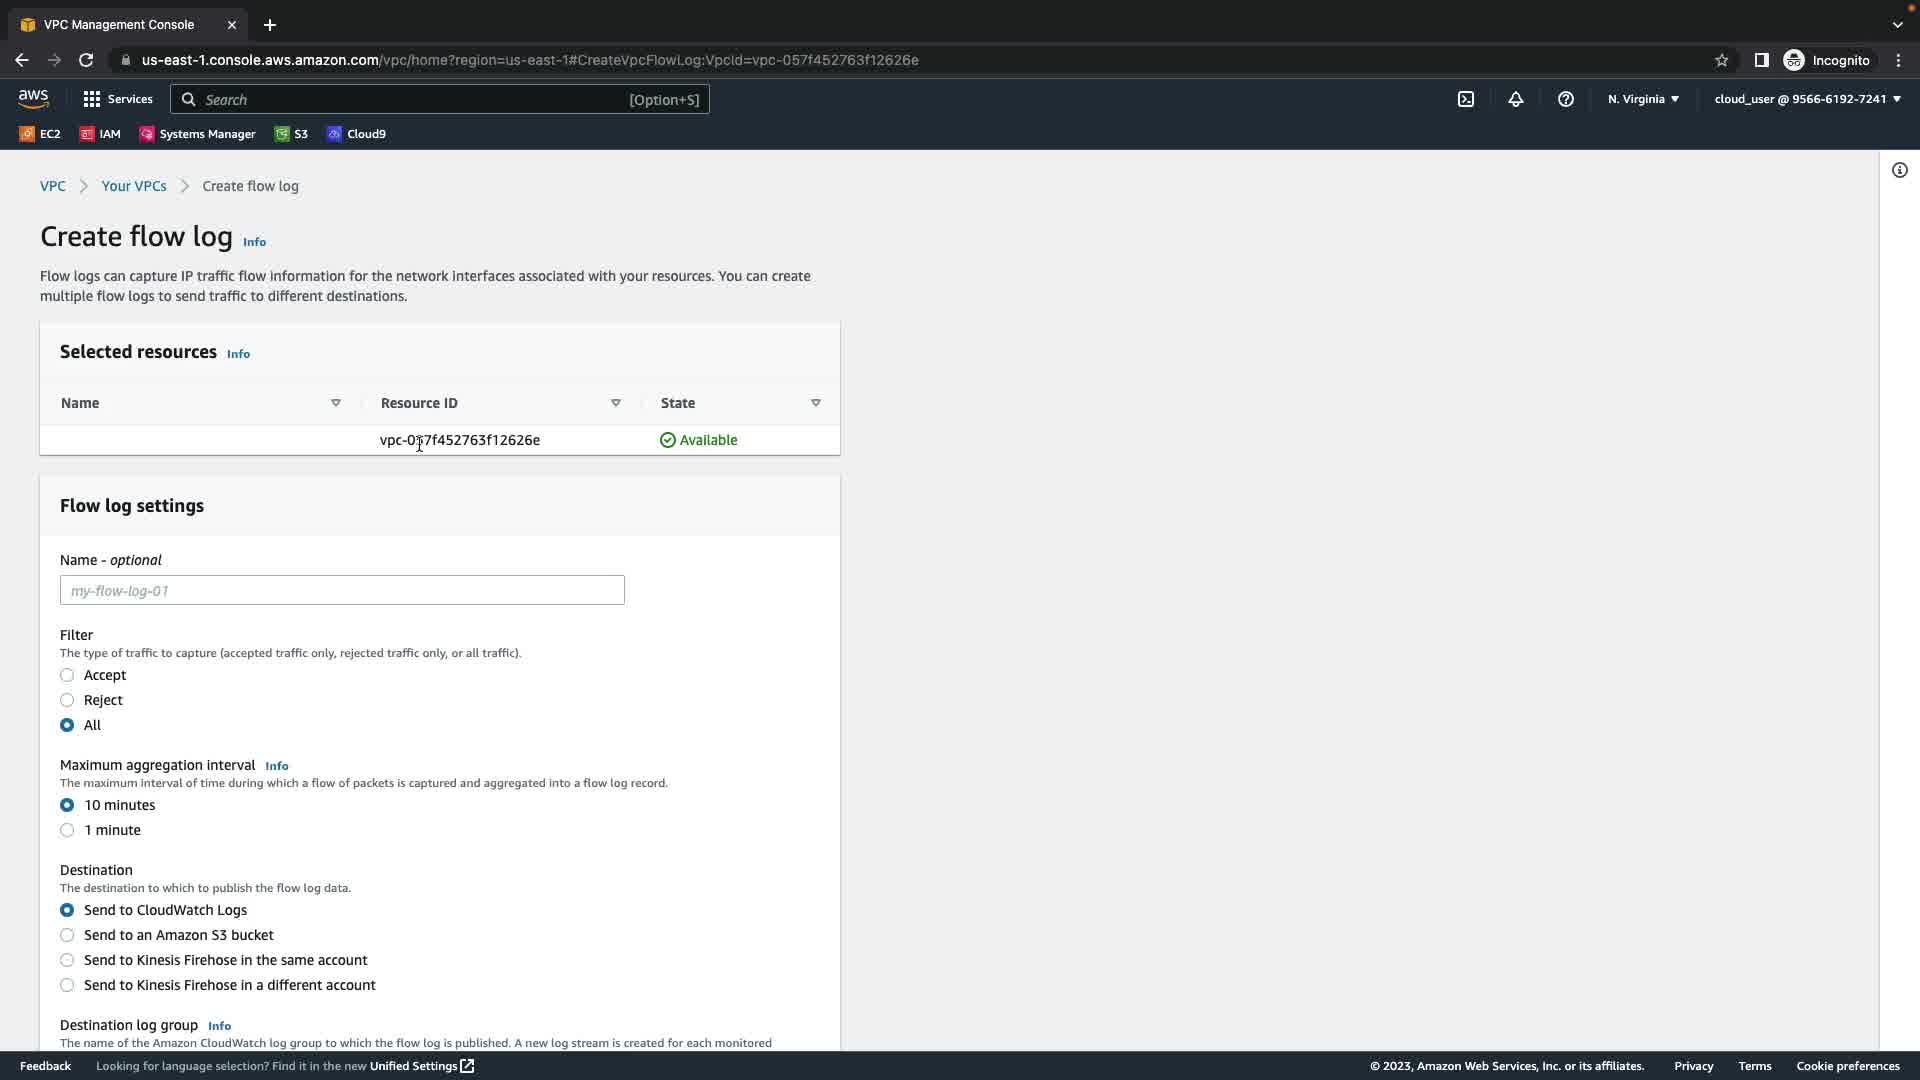 VPC Management Console
us-east-1.console.aws.amazon.com/vpc/home?region=us-east-1#CreateVpcFlowLog:VpcId=vpc-057f452763f12626e
Incognito
aws
Services
Search
[Option+S]
N. Virginia
cloud_user @ 9566-6192-7241
EC2
IAM
Systems Manager
S3
Cloud9
VPC
Your VPCs
Create flow log
Create flow log Info
Flow logs can capture IP traffic flow information for the network interfaces associated with your resources. You can create
multiple flow logs to send traffic to different destinations.
Selected resources Info
Name
Resource ID
State
vpc-057f452763f12626e
Available
Flow log settings
Name - optional
my-flow-log-01
Filter
The type of traffic to capture (accepted traffic only, rejected traffic only, or all traffic).
Accept
Reject
All
Maximum aggregation interval Info
The maximum interval of time during which a flow of packets is captured and aggregated into a flow log record.
10 minutes
1 minute
Destination
The destination to which to publish the flow log data.
Send to CloudWatch Logs
Send to an Amazon S3 bucket
Send to Kinesis Firehose in the same account
Send to Kinesis Firehose in a different account
Destination log group Info
The name of the Amazon CloudWatch log group to which the flow log is published. A new log stream is created for each monitored
Feedback
Looking for language selection? Find it in the new Unified Settings
© 2023, Amazon Web Services, Inc. or its affiliates.
Privacy
Terms
Cookie preferences